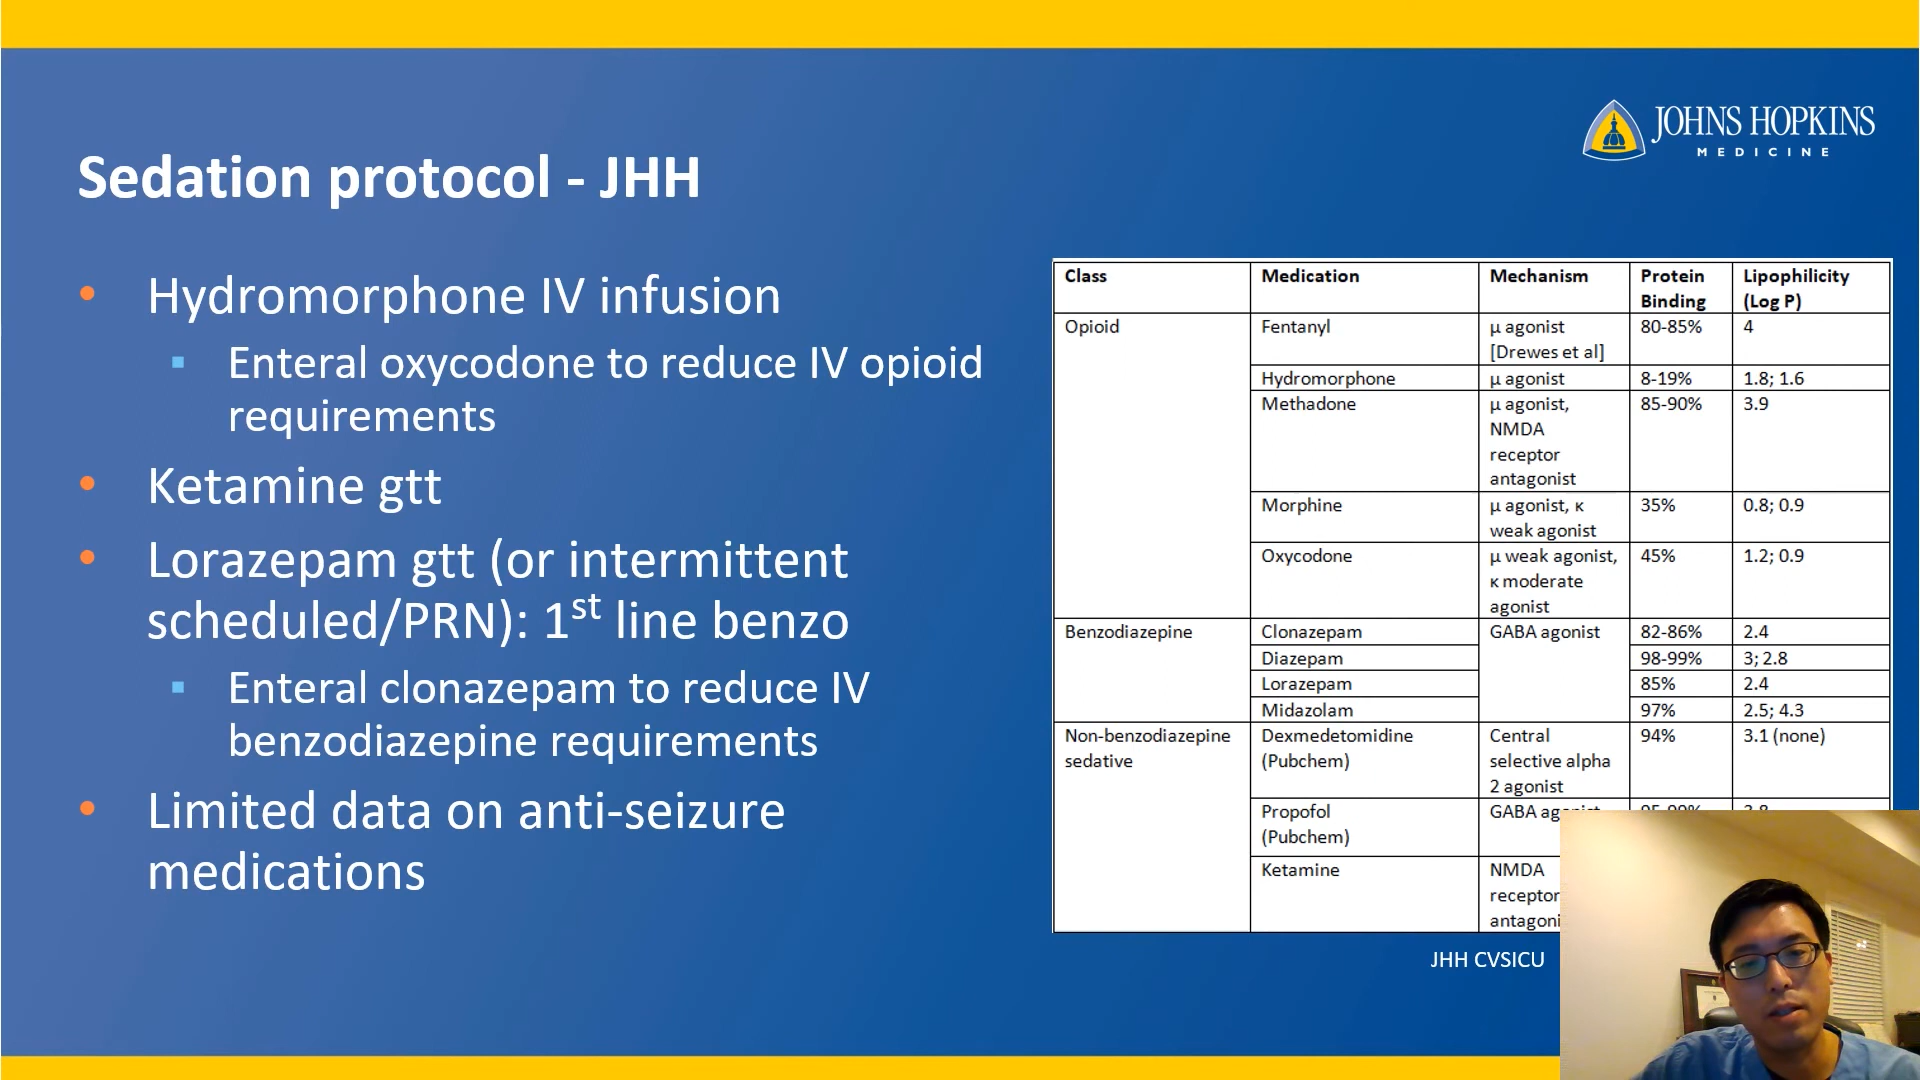 JOHNS HOPKINS
MEDICINE
Sedation protocol - JHH
• Hydromorphone IV infusion
▪ Enteral oxycodone to reduce IV opioid
requirements
• Ketamine gtt
• Lorazepam gtt (or intermittent
scheduled/PRN): 1st line benzo
▪ Enteral clonazepam to reduce IV
benzodiazepine requirements
• Limited data on anti-seizure
medications
Class Medication Mechanism Protein Lipophilicity
Binding (Log P)
Opioid Fentanyl μ agonist 80-85% 4
[Drewes et al]
Hydromorphone μ agonist 8-19% 1.8; 1.6
Methadone μ agonist, 85-90% 3.9
NMDA
receptor
antagonist
Morphine μ agonist, κ 35% 0.8; 0.9
weak agonist
Oxycodone μ weak agonist, 45% 1.2; 0.9
κ moderate
agonist
Benzodiazepine Clonazepam GABA agonist 82-86% 2.4
Diazepam 98-99% 3; 2.8
Lorazepam 85% 2.4
Midazolam 97% 2.5; 4.3
Non-benzodiazepine Dexmedetomidine Central 94% 3.1 (none)
sedative (Pubchem) selective alpha
2 agonist
Propofol GABA
(Pubchem)
Ketamine NMDA
receptor
JHH CVSICU